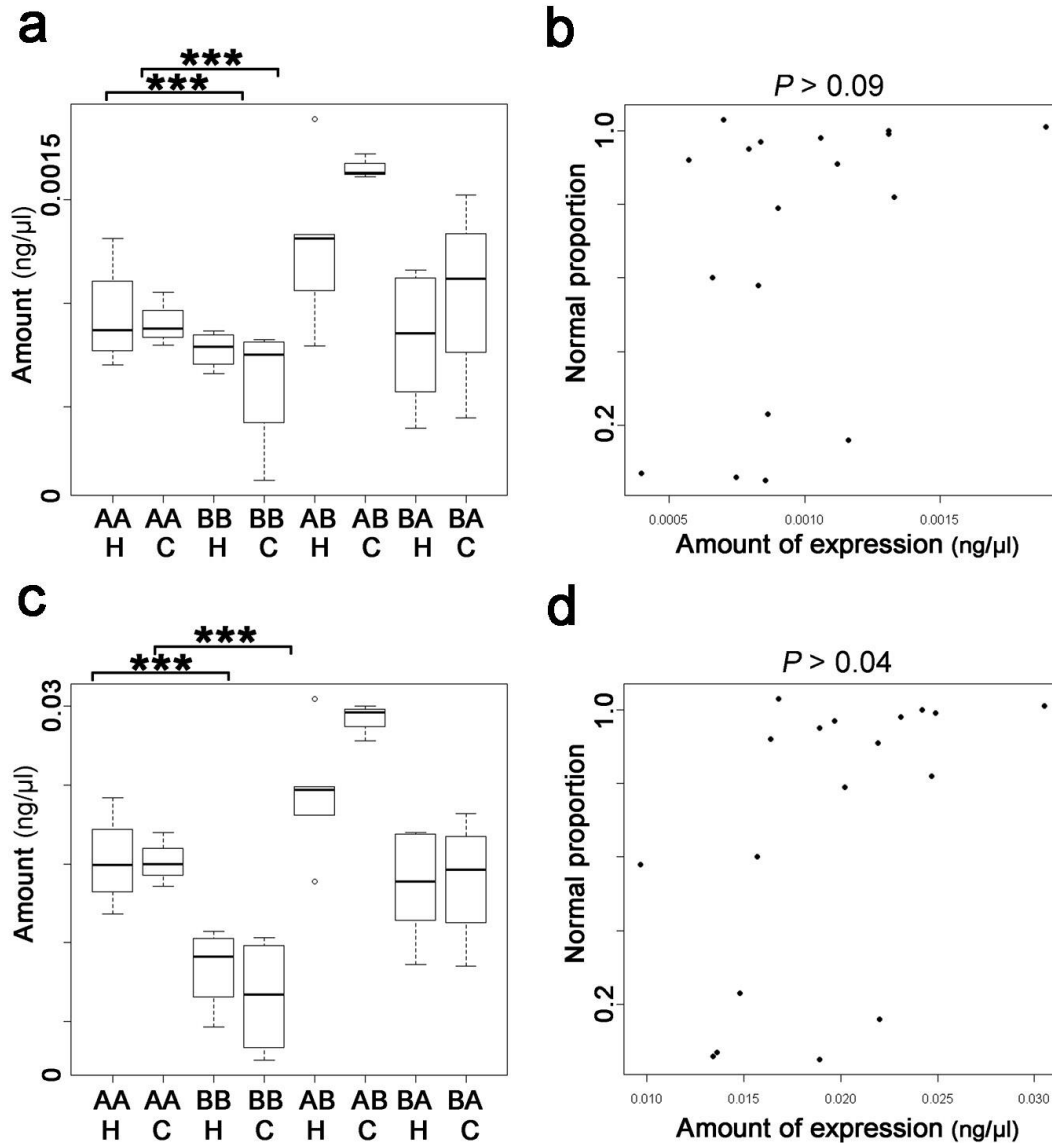 a
***
***
0.0015
Amount (ng/µl)
0
AA AA BB BB AB AB BA BA
H C H C H C H C
b
P > 0.09
1.0
Normal proportion
0.2
0.0005 0.0010 0.0015
Amount of expression (ng/µl)
c
***
***
0.03
Amount (ng/µl)
0
AA AA BB BB AB AB BA BA
H C H C H C H C
d
P > 0.04
1.0
Normal proportion
0.2
0.010 0.015 0.020 0.025 0.030
Amount of expression (ng/µl)